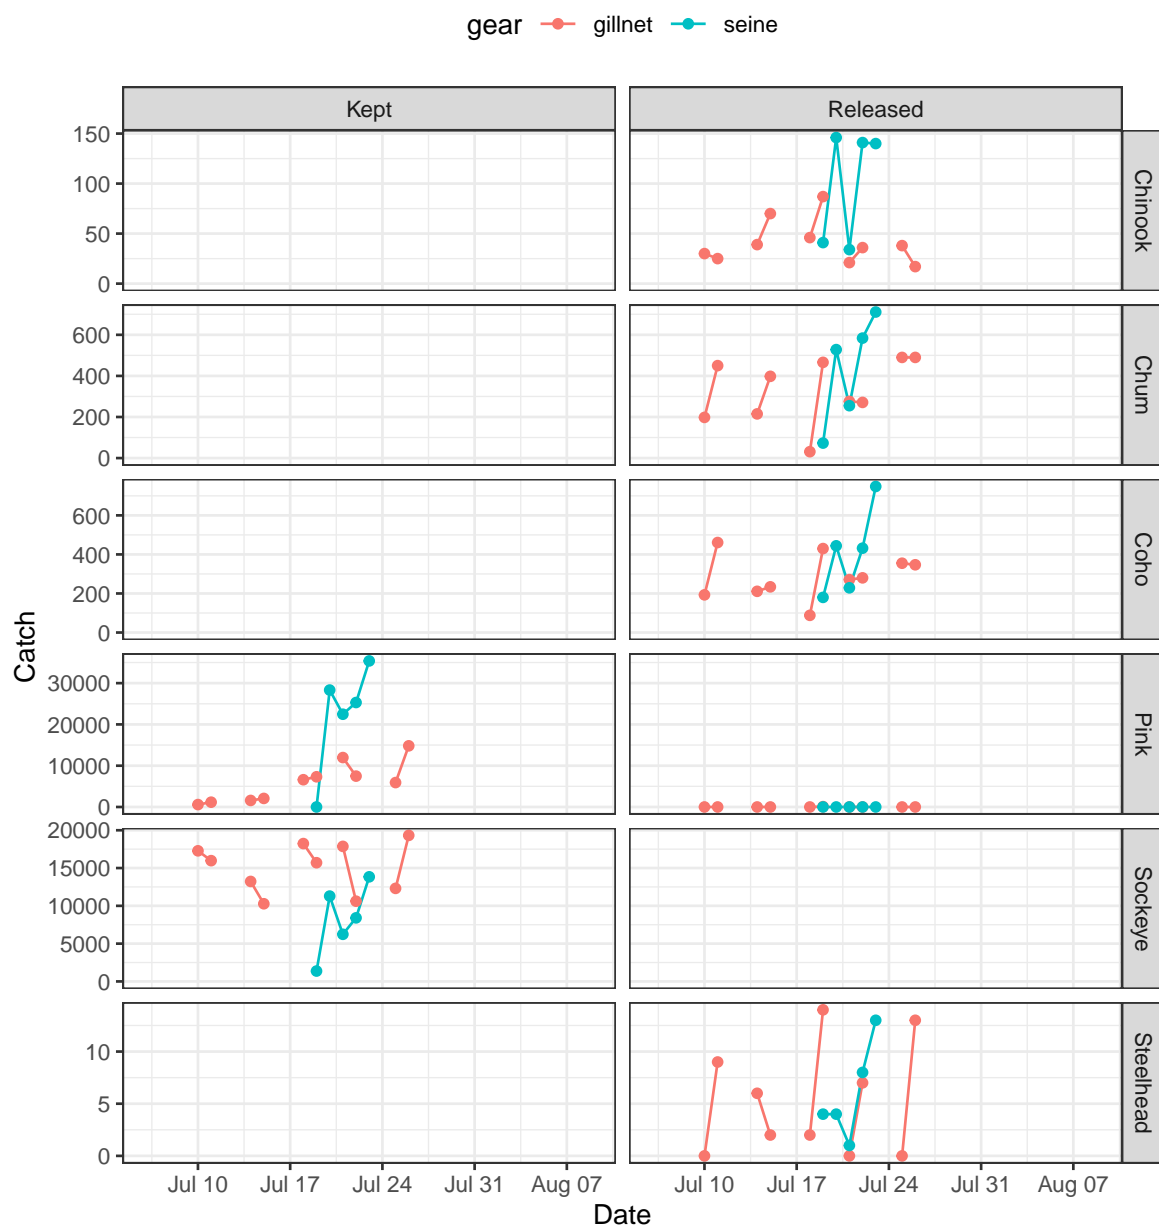 gear gillnet seine
Kept Released
150
100
50
0
Chinook
600
400
200
0
Chum
600
400
200
0
Coho
30000
20000
10000
0
Pink
20000
15000
10000
5000
0
Sockeye
10
5
0
Steelhead
Catch
Jul 10 Jul 17 Jul 24 Jul 31 Aug 07 Jul 10 Jul 17 Jul 24 Jul 31 Aug 07
Date